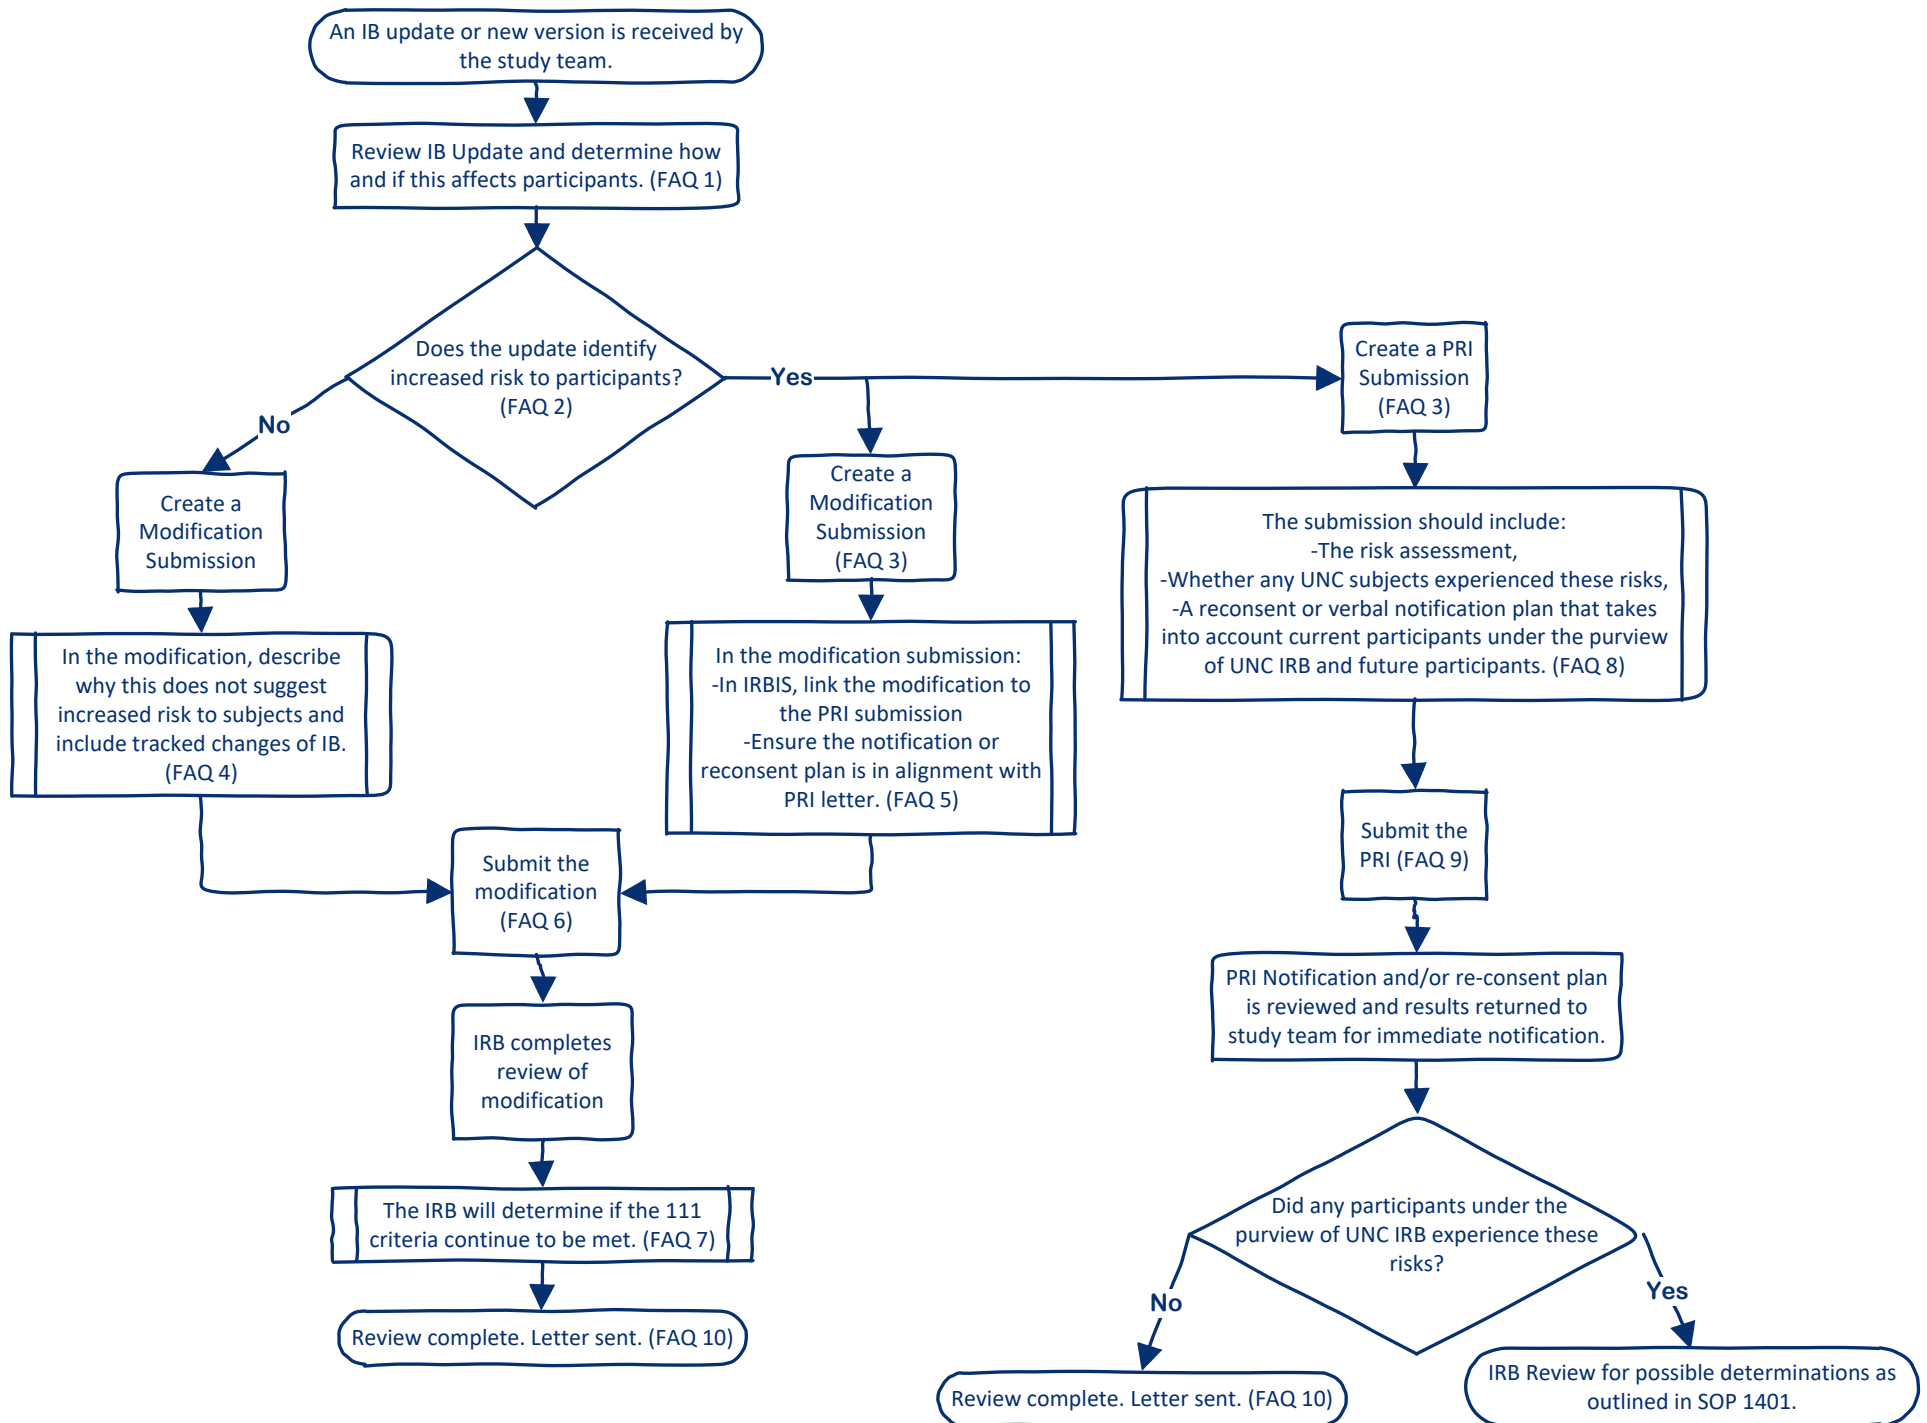 An IB update or new version is received by
the study team.
Review IB Update and determine how
and if this affects participants. (FAQ 1)
Does the update identify
increased risk to participants?
(FAQ 2)
No
Yes
Create a
Modification
Submission
In the modification, describe
why this does not suggest
increased risk to subjects and
include tracked changes of IB.
(FAQ 4)
Create a
Modification
Submission
(FAQ 3)
In the modification submission:
-In IRBIS, link the modification to
the PRI submission
-Ensure the notification or
reconsent plan is in alignment with
PRI letter. (FAQ 5)
Submit the
modification
(FAQ 6)
IRB completes
review of
modification
The IRB will determine if the 111
criteria continue to be met. (FAQ 7)
Review complete. Letter sent. (FAQ 10)
Create a PRI
Submission
(FAQ 3)
The submission should include:
-The risk assessment,
-Whether any UNC subjects experienced these risks,
-A reconsent or verbal notification plan that takes
into account current participants under the purview
of UNC IRB and future participants. (FAQ 8)
Submit the
PRI (FAQ 9)
PRI Notification and/or re-consent plan
is reviewed and results returned to
study team for immediate notification.
Did any participants under the
purview of UNC IRB experience these
risks?
No
Yes
Review complete. Letter sent. (FAQ 10)
IRB Review for possible determinations as
outlined in SOP 1401.